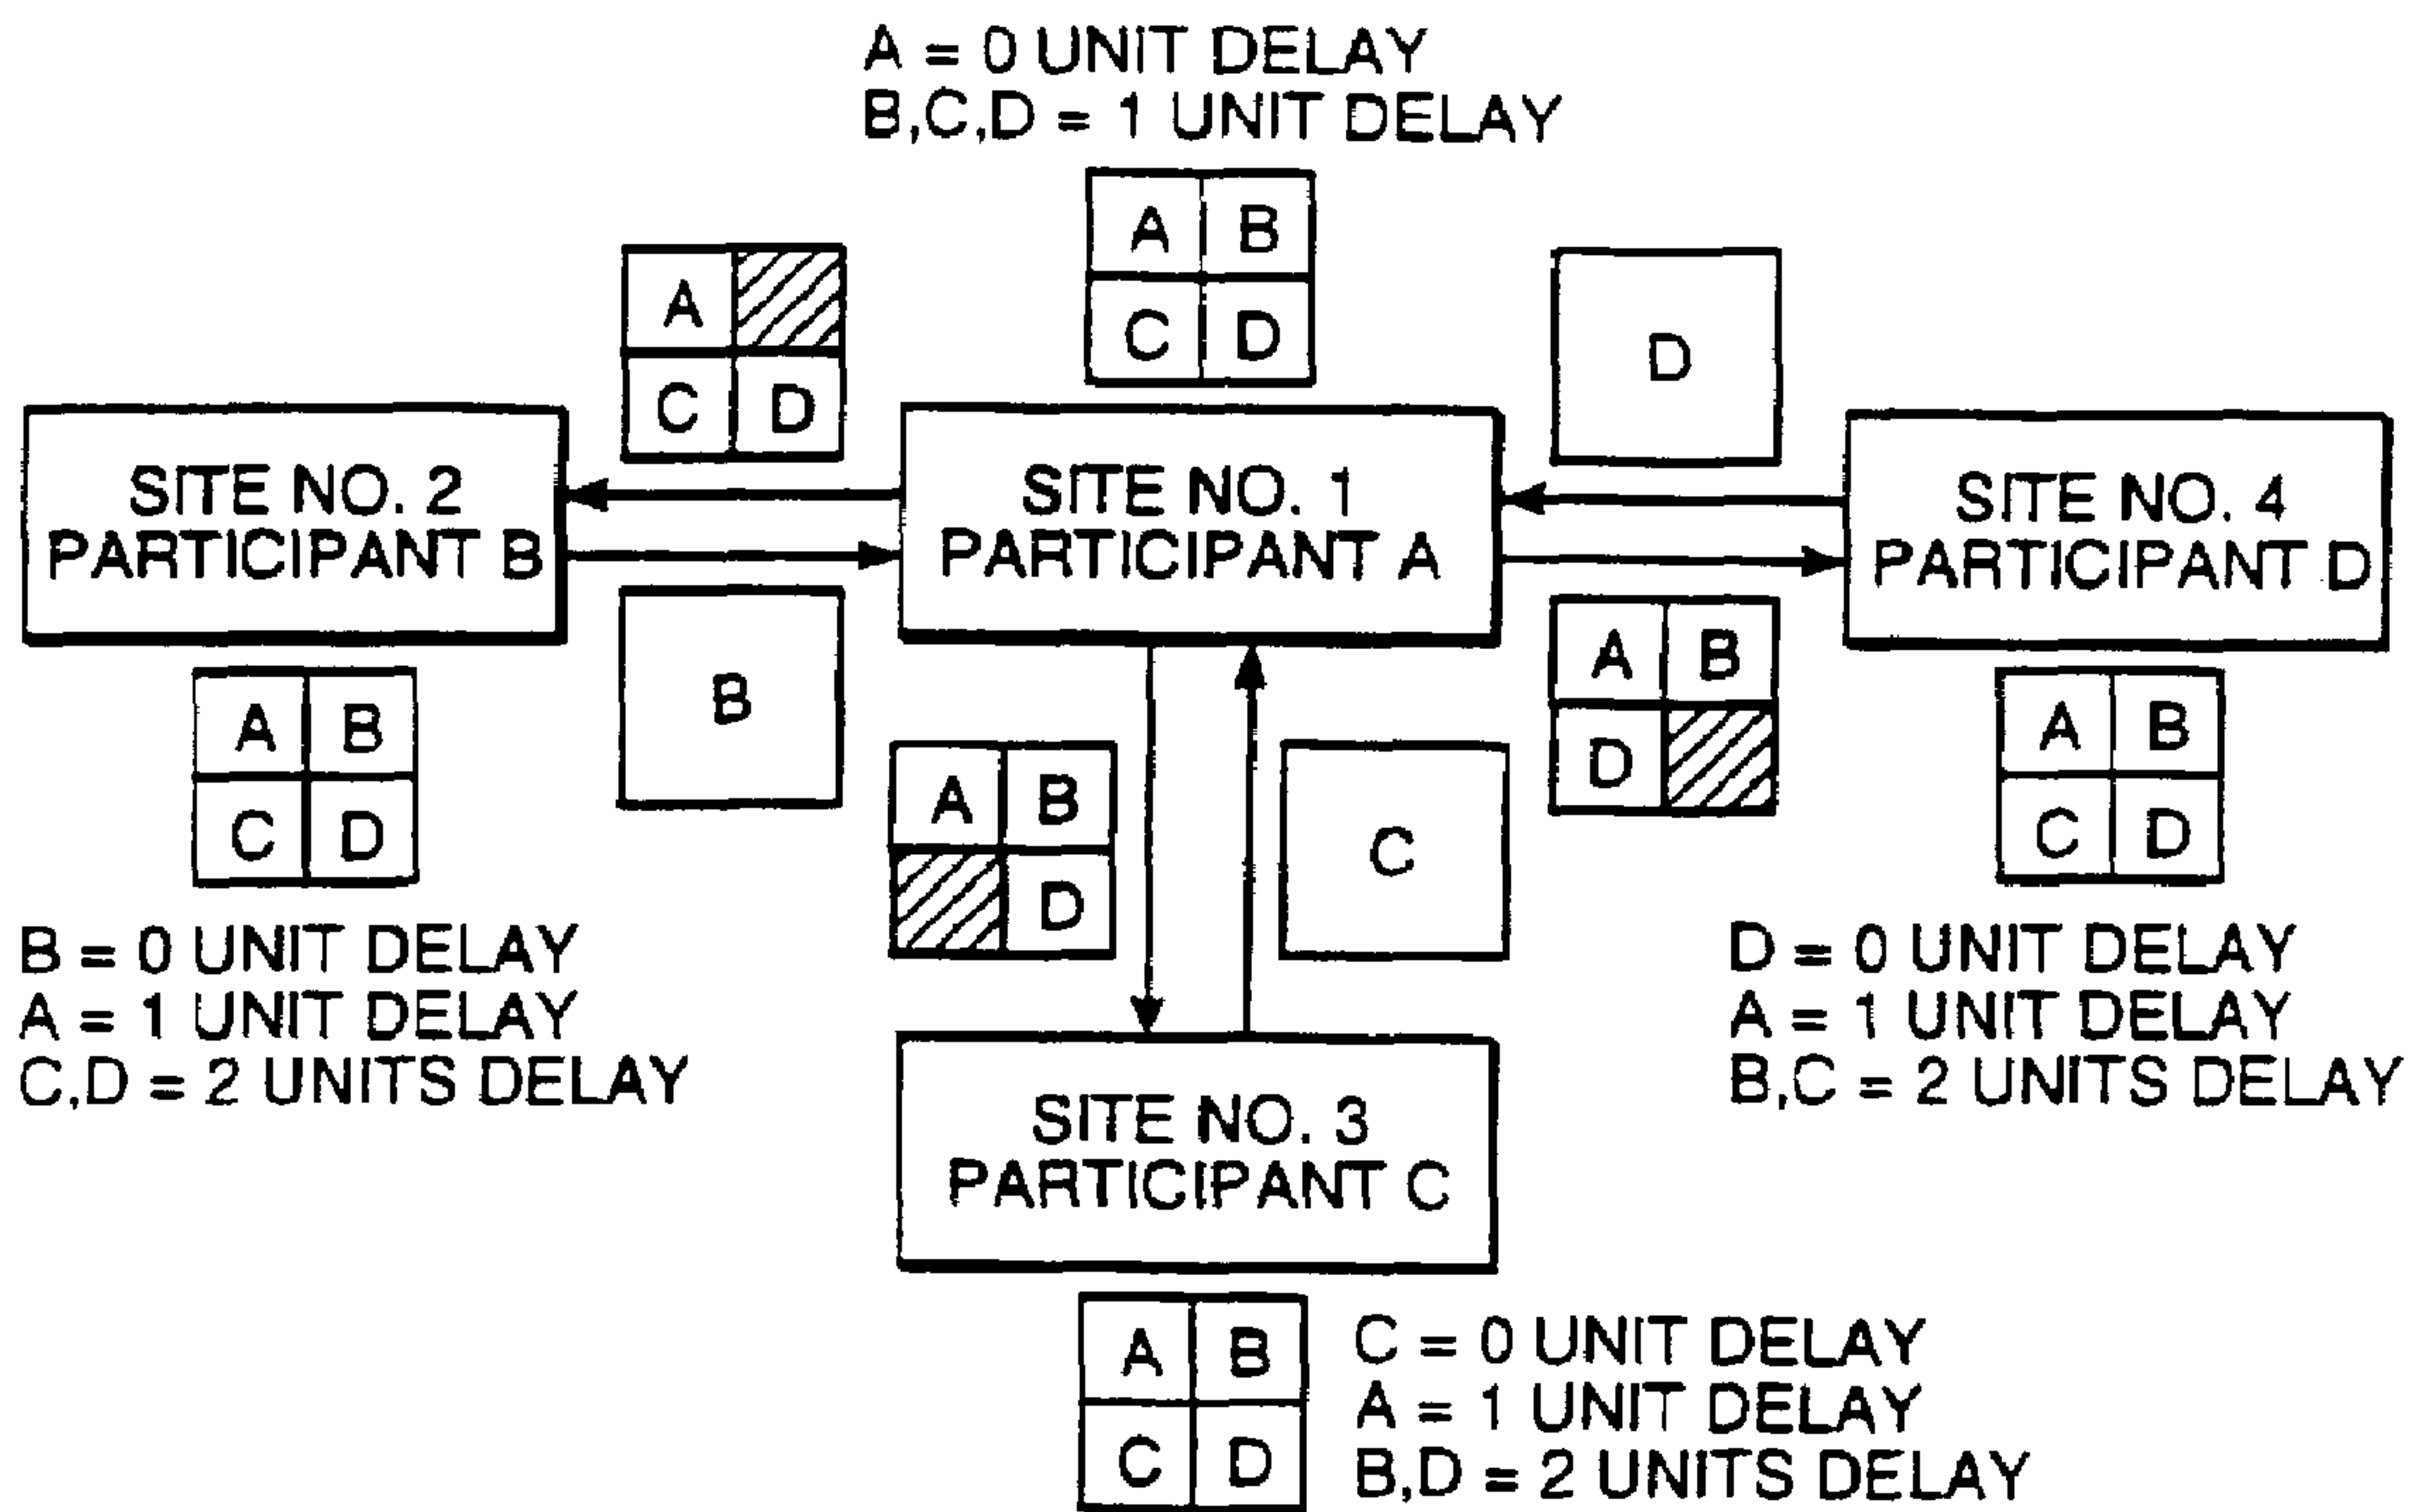 A = 0 UNIT DELAY
B,C,D = 1 UNIT DELAY
A B
C D
A
C D
D
SITE NO. 2
PARTICIPANT B
SITE NO. 1
PARTICIPANT A
SITE NO. 4
PARTICIPANT D
B
A B
D
A B
C D
A B
D
C
A B
C D
B = 0 UNIT DELAY
A = 1 UNIT DELAY
C,D = 2 UNITS DELAY
D = 0 UNIT DELAY
A = 1 UNIT DELAY
B,C = 2 UNITS DELAY
SITE NO. 3
PARTICIPANT C
A B
C D
C = 0 UNIT DELAY
A = 1 UNIT DELAY
B,D = 2 UNITS DELAY